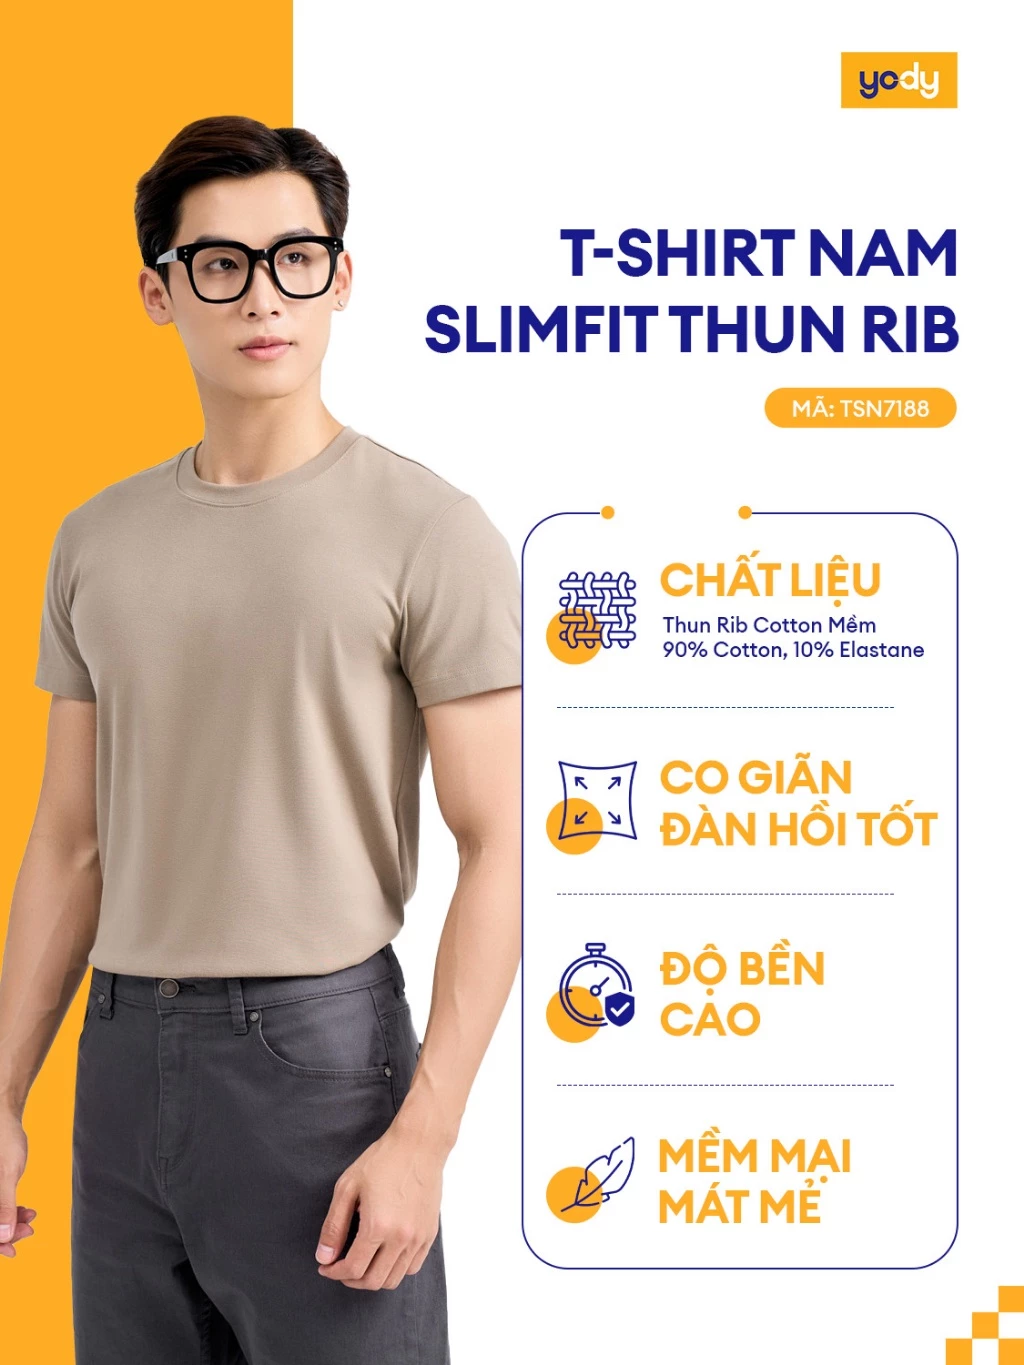 yody
T-SHIRT NAM
SLIMFIT THUN RIB
MÃ: TSN7188
CHẤT LIỆU
Thun Rib Cotton Mềm
90% Cotton, 10% Elastane
CO GIÃN
ĐÀN HỒI TỐT
ĐỘ BỀN
CAO
MỀM MẠI
MÁT MẺ